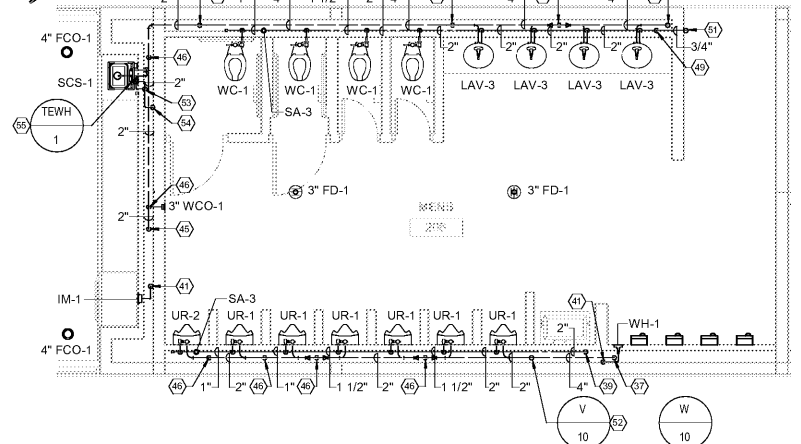 4" FCO-1
46
51
2" 2" 2" 2" 3/4"
49
SCS-1
WC-1 WC-1 WC-1 WC-1
LAV-3 LAV-3 LAV-3 LAV-3
2"
53
SA-3
TEWH
1
55
54
2"
46
3" WCO-1
3" FD-1
3" FD-1
MENS
2"
45
41
IM-1
SA-3
41
UR-2 UR-1 UR-1 UR-1 UR-1 UR-1 UR-1
2"
WH-1
4" FCO-1
46 1" 2" 46 1" 46 1 1/2" 2" 46 1 1/2" 2" 2" 4" 39 37
V
10
52
W
10